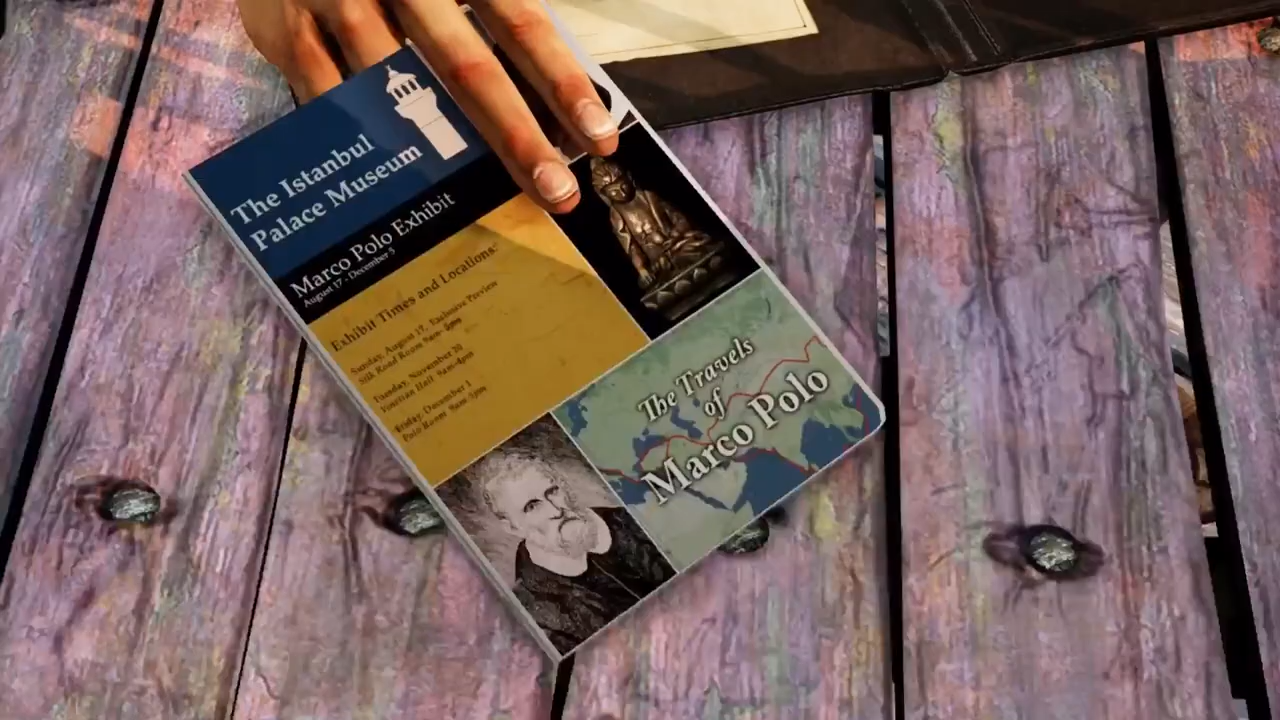 The Istanbul
Palace Museum
Marco Polo Exhibit
August 17 - December 5
Exhibit Times and Locations:
Sunday, August 17, Exclusive Preview
Silk Road Room 9am-6pm
Tuesday, November 20
Venetian Hall 9am-4pm
Friday, December 1
Polo Room 9am-5pm
The Travels
of
Marco Polo